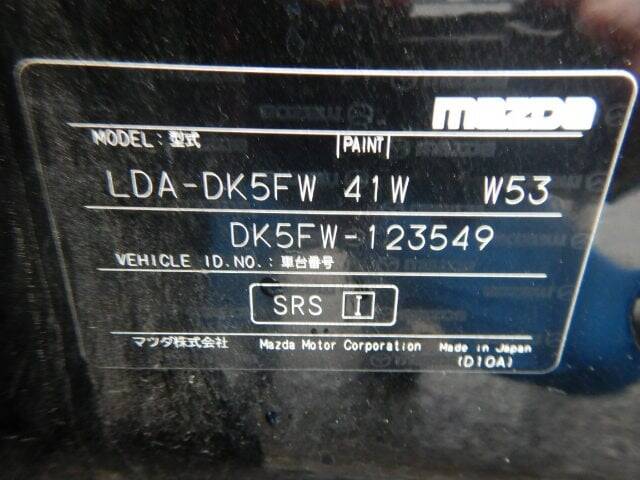 mazda
MODEL:型式 PAINT
LDA-DK5FW 41W W53
DK5FW-123549
VEHICLE ID.NO.:車台番号
SRS I
マツダ株式会社 Mazda Motor Corporation Made in Japan
(D10A)